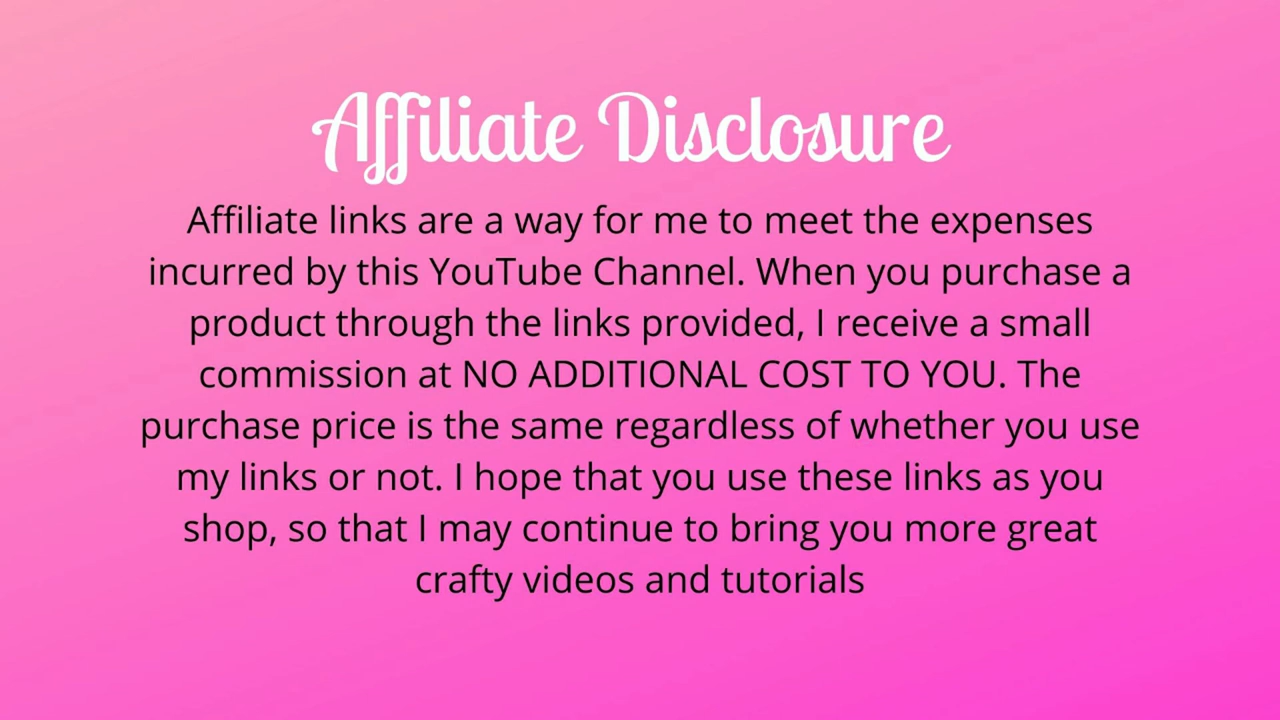 Affiliate Disclosure
Affiliate links are a way for me to meet the expenses
incurred by this YouTube Channel. When you purchase a
product through the links provided, I receive a small
commission at NO ADDITIONAL COST TO YOU. The
purchase price is the same regardless of whether you use
my links or not. I hope that you use these links as you
shop, so that I may continue to bring you more great
crafty videos and tutorials